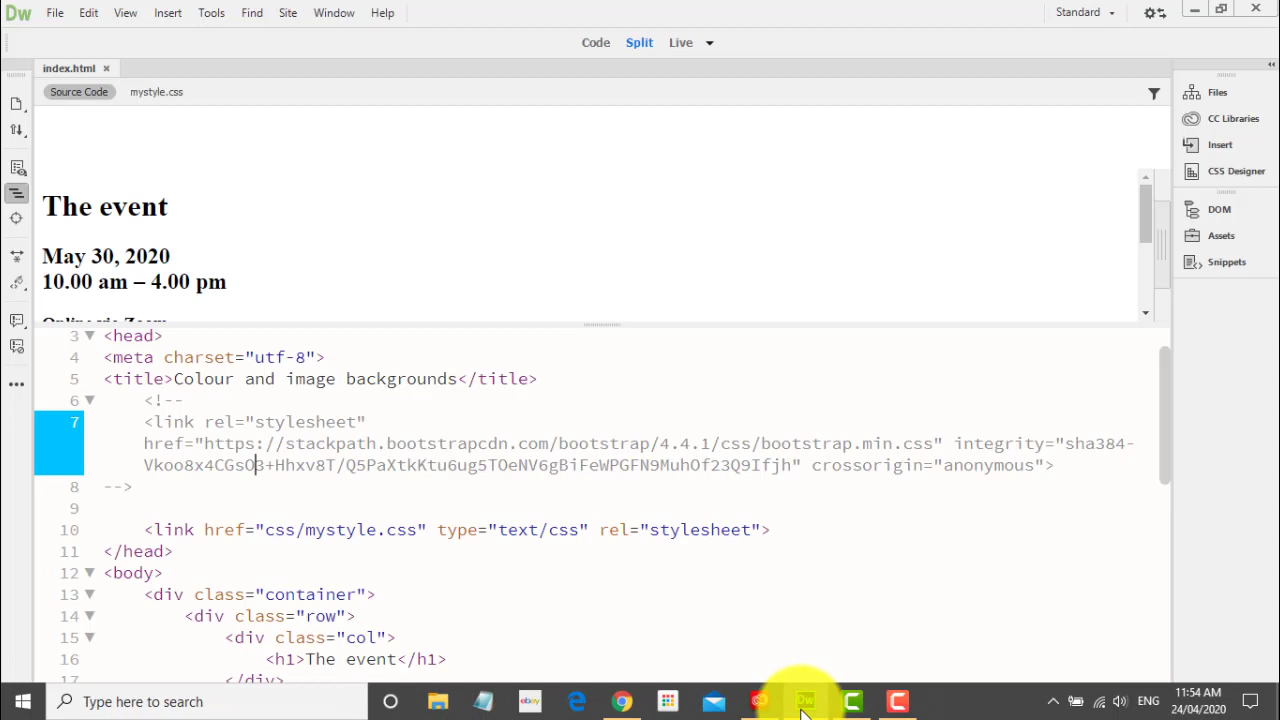 Dw File Edit View Insert Tools Find Site Window Help Standard
Code Split Live
index.html
Source Code mystyle.css
The event
May 30, 2020
10.00 am – 4.00 pm
Files
CC Libraries
Insert
CSS Designer
DOM
Assets
Snippets
3 <head>
4 <meta charset="utf-8">
5 <title>Colour and image backgrounds</title>
6 <!--
7 <link rel="stylesheet"
href="https://stackpath.bootstrapcdn.com/bootstrap/4.4.1/css/bootstrap.min.css" integrity="sha384-
Vkoo8x4CGsO3+Hhxv8T/Q5PaXtkKtu6ug5TOeNV6gBiFeWPGFN9MuhOf23Q9Ifjh" crossorigin="anonymous">
8 -->
9
10 <link href="css/mystyle.css" type="text/css" rel="stylesheet">
11 </head>
12 <body>
13 <div class="container">
14 <div class="row">
15 <div class="col">
16 <h1>The event</h1>
17 </div>
Type here to search
ebay
Dw
ENG
11:54 AM
24/04/2020